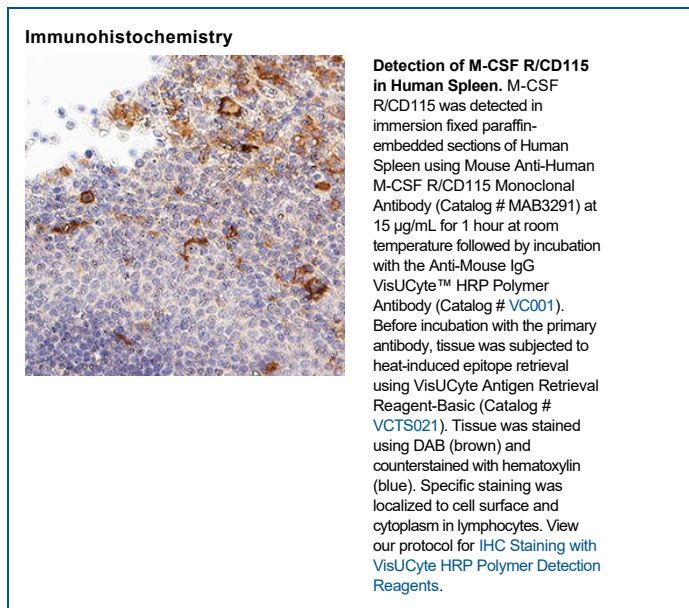 Immunohistochemistry
Detection of M-CSF R/CD115
in Human Spleen. M-CSF
R/CD115 was detected in
immersion fixed paraffin-
embedded sections of Human
Spleen using Mouse Anti-Human
M-CSF R/CD115 Monoclonal
Antibody (Catalog # MAB3291) at
15 µg/mL for 1 hour at room
temperature followed by incubation
with the Anti-Mouse IgG
VisUCyte™ HRP Polymer
Antibody (Catalog # VC001).
Before incubation with the primary
antibody, tissue was subjected to
heat-induced epitope retrieval
using VisUCyte Antigen Retrieval
Reagent-Basic (Catalog #
VCTS021). Tissue was stained
using DAB (brown) and
counterstained with hematoxylin
(blue). Specific staining was
localized to cell surface and
cytoplasm in lymphocytes. View
our protocol for IHC Staining with
VisUCyte HRP Polymer Detection
Reagents.